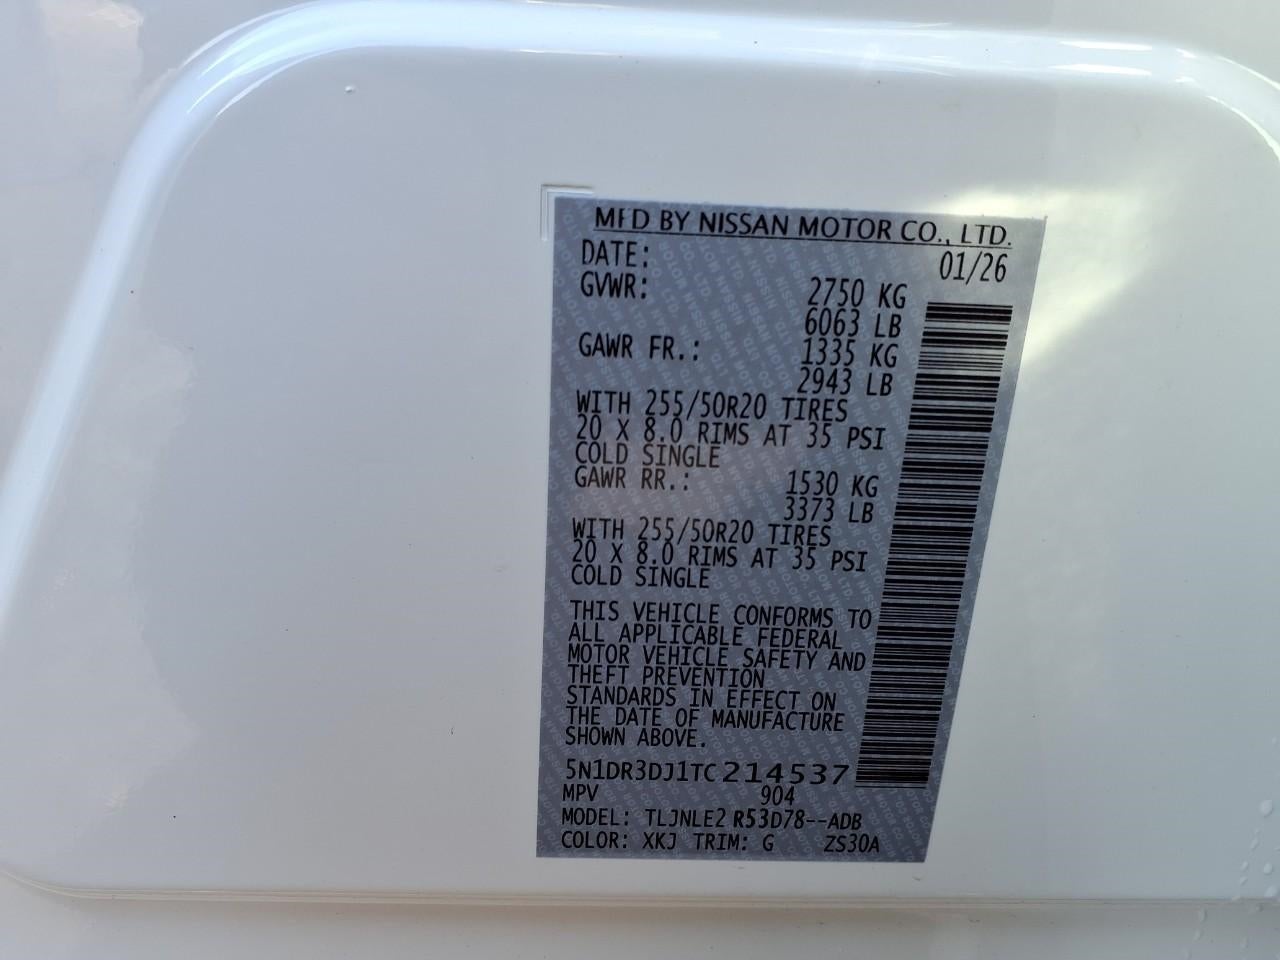 MFD BY NISSAN MOTOR CO., LTD.
DATE: 01/26
GVWR: 2750 KG
6063 LB
GAWR FR.: 1335 KG
2943 LB
WITH 255/50R20 TIRES
20 X 8.0 RIMS AT 35 PSI
COLD SINGLE
GAWR RR.: 1530 KG
3373 LB
WITH 255/50R20 TIRES
20 X 8.0 RIMS AT 35 PSI
COLD SINGLE
THIS VEHICLE CONFORMS TO
ALL APPLICABLE FEDERAL
MOTOR VEHICLE SAFETY AND
THEFT PREVENTION
STANDARDS IN EFFECT ON
THE DATE OF MANUFACTURE
SHOWN ABOVE.
5N1DR3DJ1TC214537
MPV 904
MODEL: TLJNLE2 R53D78--ADB
COLOR: XKJ TRIM: G ZS30A